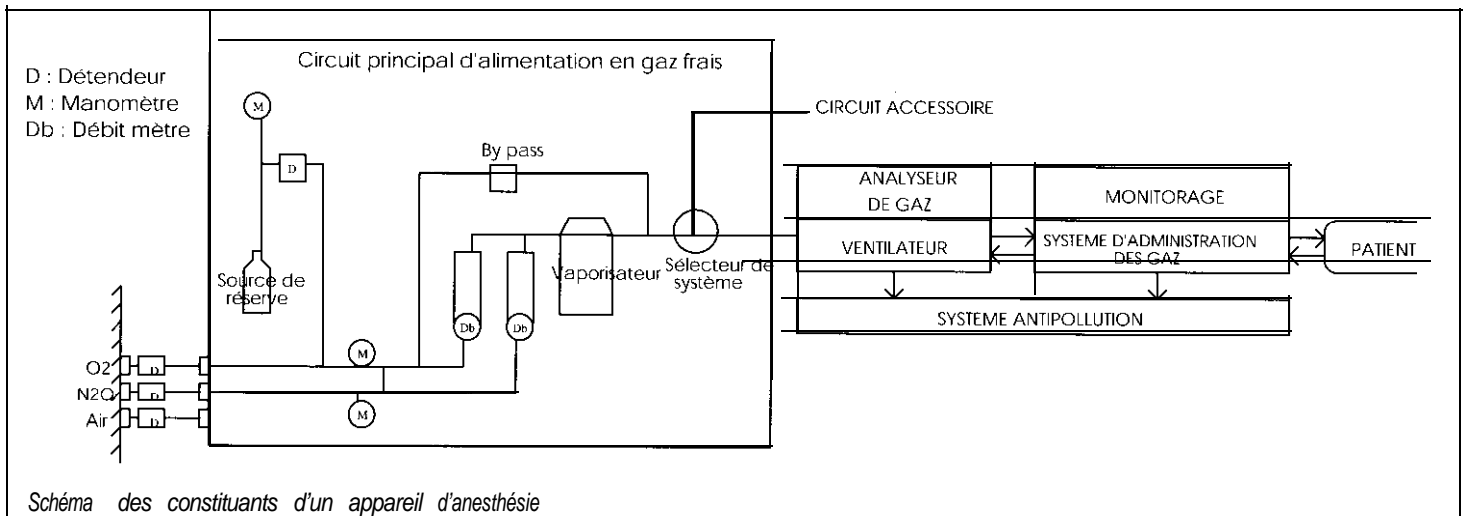 D : Détendeur
M : Manomètre
Db : Débit mètre
Circuit principal d'alimentation en gaz frais
M
D
By pass
CIRCUIT ACCESSOIRE
ANALYSEUR
DE GAZ
MONITORAGE
VENTILATEUR
SYSTEME D'ADMINISTRATION
DES GAZ
PATIENT
Source de
réserve
Vaporisateur
Sélecteur de
système
Db
Db
SYSTEME ANTIPOLLUTION
M
O2
D
N2O
D
Air
D
M
Schéma des constituants d'un appareil d'anesthésie